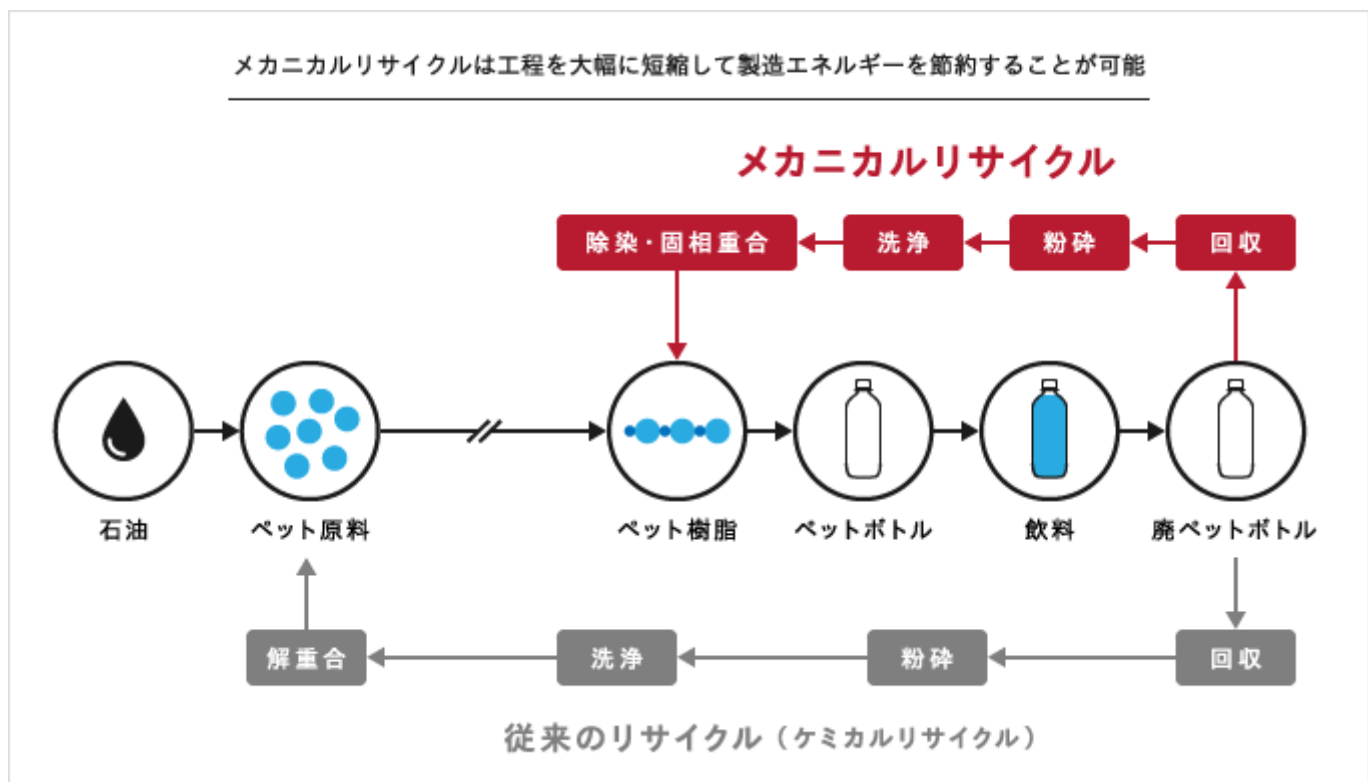 メカニカルリサイクルは工程を大幅に短縮して製造エネルギーを節約することが可能
メカニカルリサイクル
除染・固相重合 洗浄 粉砕 回収
石油 ペット原料 ペット樹脂 ペットボトル 飲料 廃ペットボトル
解重合 洗浄 粉砕 回収
従来のリサイクル（ケミカルリサイクル）